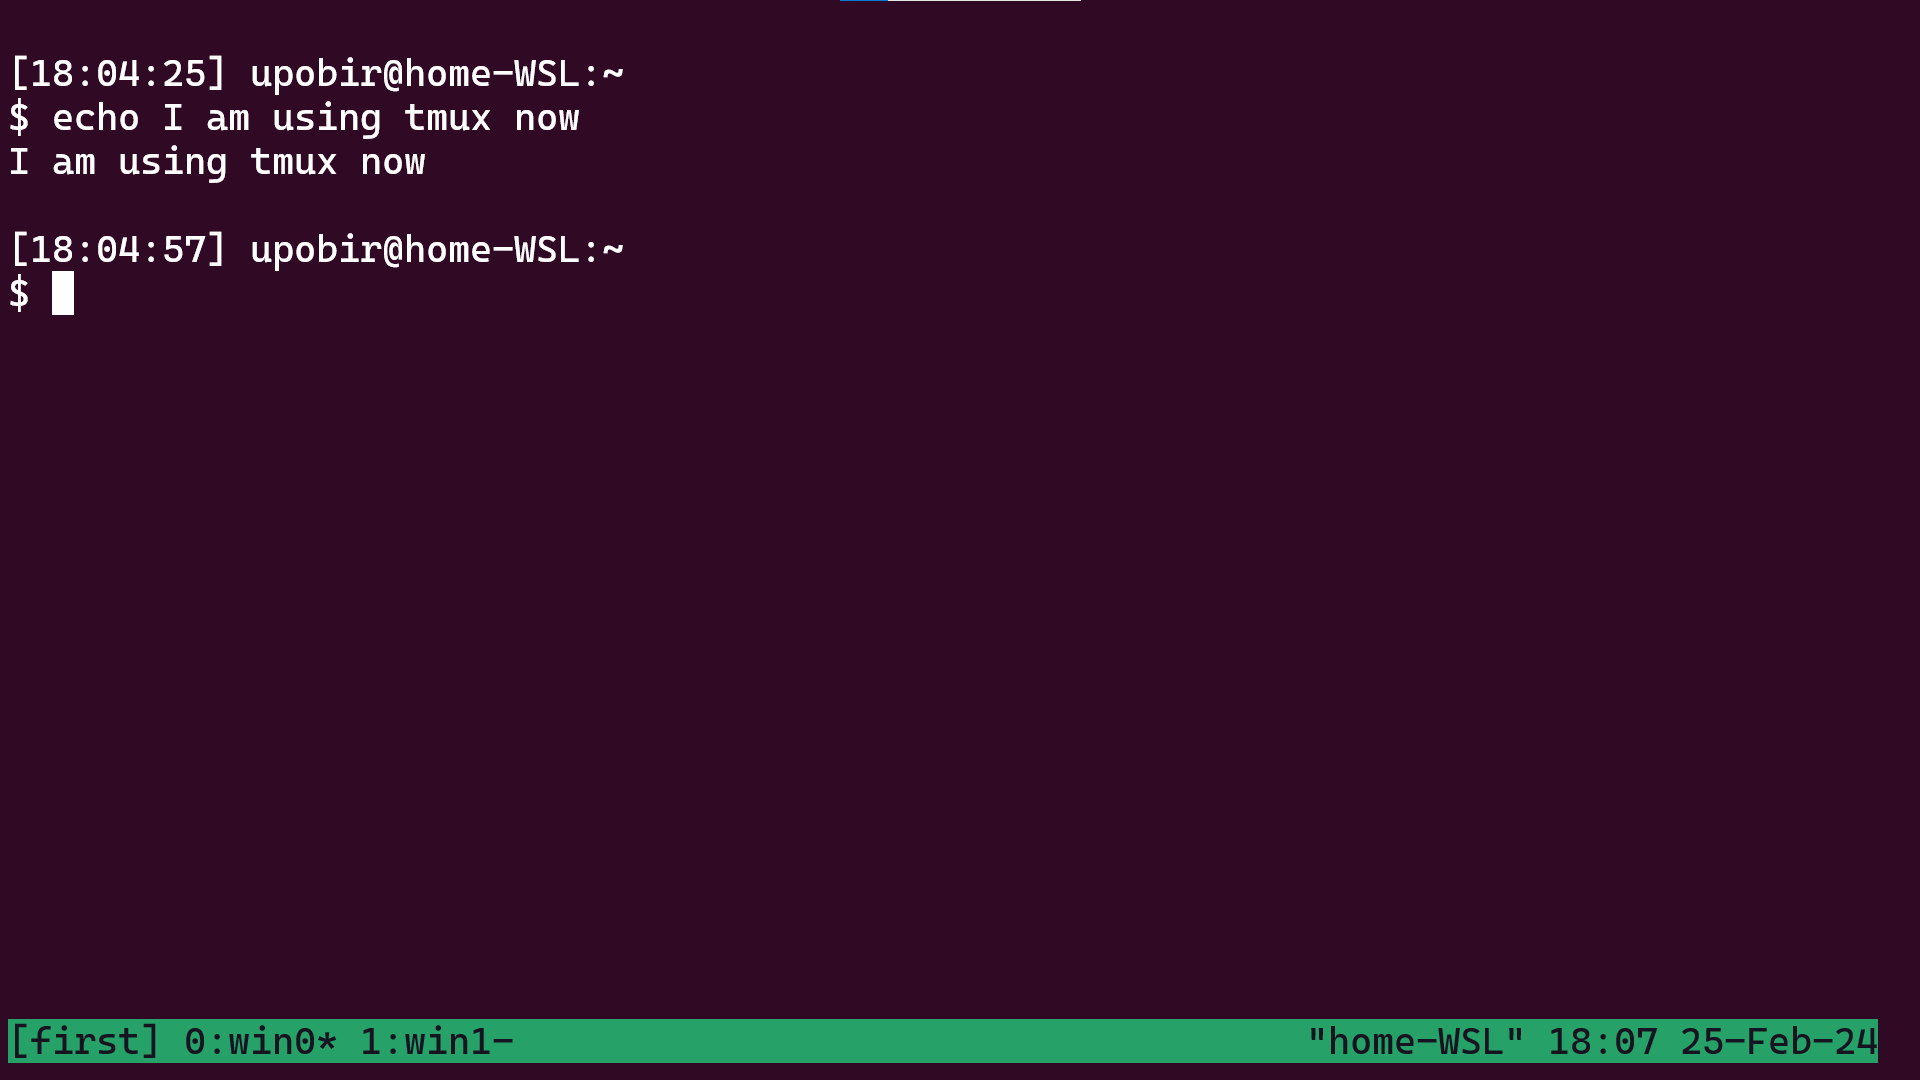 [18:04:25] upobir@home-WSL:~
$ echo I am using tmux now
I am using tmux now
[18:04:57] upobir@home-WSL:~
$
[first] 0:win0* 1:win1- "home-WSL" 18:07 25-Feb-24